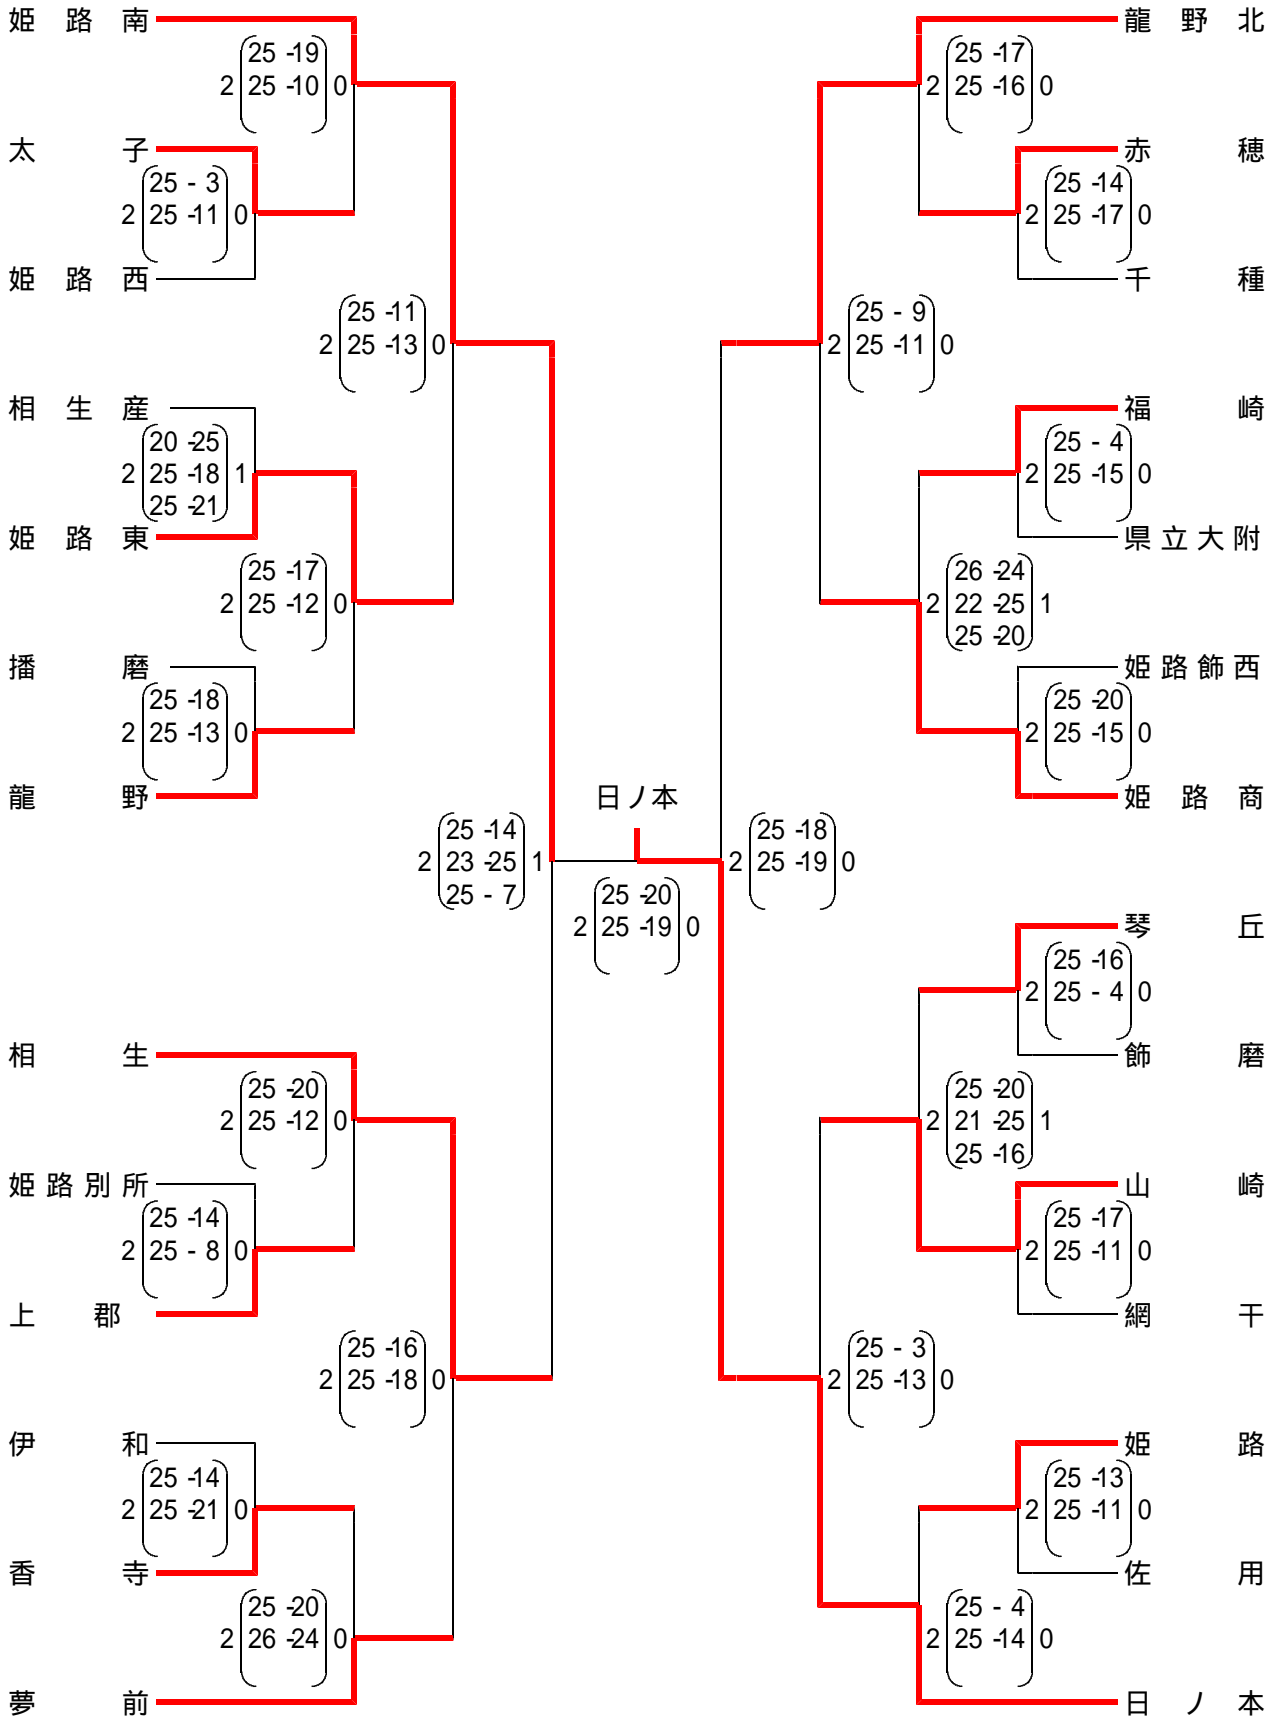 姫路南
25 -19
2 25 -10 0
太子
25 - 3
2 25 -11 0
姫路西
25 -11
2 25 -13 0
相生産
20 -25
2 25 -18 1
25 -21
姫路東
25 -17
2 25 -12 0
播磨
25 -18
2 25 -13 0
龍野
25 -14
2 23 -25 1
25 - 7
相生
25 -20
2 25 -12 0
姫路別所
25 -14
2 25 - 8 0
上郡
25 -16
2 25 -18 0
伊和
25 -14
2 25 -21 0
香寺
25 -20
2 26 -24 0
夢前
日ノ本
25 -20
2 25 -19 0
龍野北
25 -17
2 25 -16 0
赤穂
25 -14
2 25 -17 0
千種
25 - 9
2 25 -11 0
福崎
25 - 4
2 25 -15 0
県立大附
26 -24
2 22 -25 1
25 -20
姫路飾西
25 -20
2 25 -15 0
姫路商
25 -18
2 25 -19 0
琴丘
25 -16
2 25 - 4 0
飾磨
25 -20
2 21 -25 1
25 -16
山崎
25 -17
2 25 -11 0
網干
25 - 3
2 25 -13 0
姫路
25 -13
2 25 -11 0
佐用
25 - 4
2 25 -14 0
日ノ本